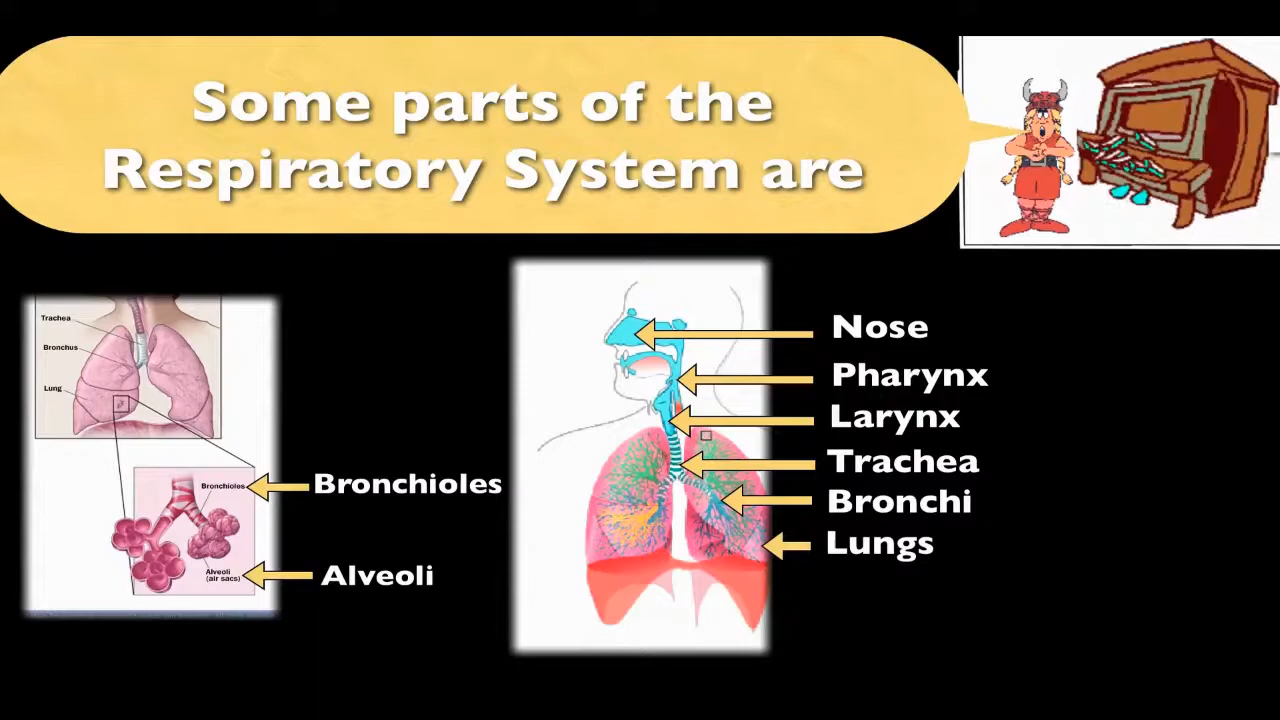 Some parts of the
Respiratory System are
Trachea
Bronchus
Lung
Bronchioles
Alveoli
(air sacs)
Bronchioles
Alveoli
Nose
Pharynx
Larynx
Trachea
Bronchi
Lungs